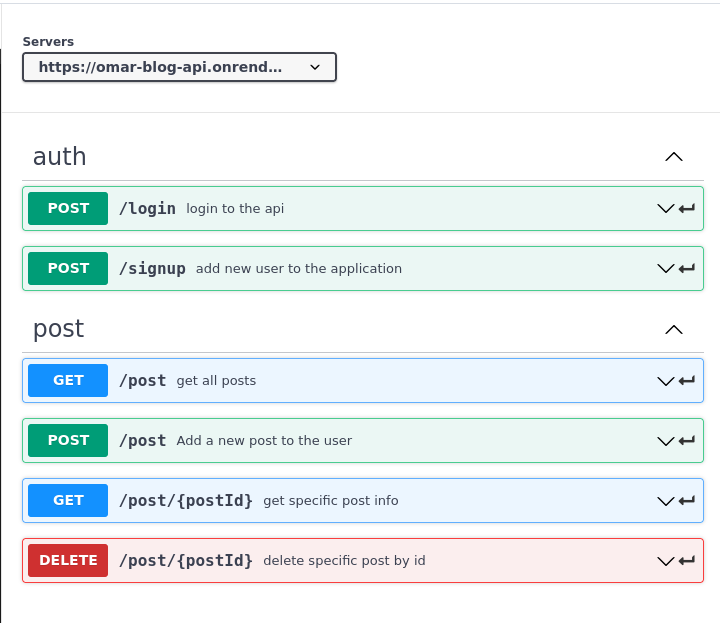 Servers
https://omar-blog-api.onrend...
auth
POST /login login to the api
POST /signup add new user to the application
post
GET /post get all posts
POST /post Add a new post to the user
GET /post/{postId} get specific post info
DELETE /post/{postId} delete specific post by id